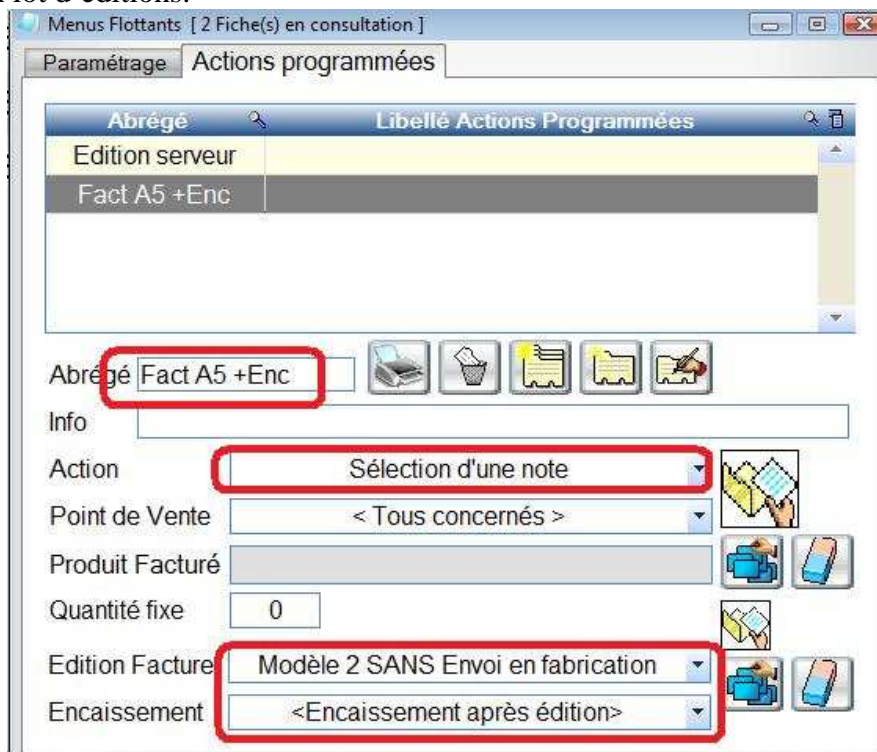 lot d'éditions.
Menus Flottants [ 2 Fiche(s) en consultation ]
Paramétrage Actions programmées
Abrégé Libellé Actions Programmées
Edition serveur
Fact A5 +Enc
Abrégé Fact A5 +Enc
Info
Action Sélection d'une note
Point de Vente < Tous concernés >
Produit Facturé
Quantité fixe 0
Edition Facture Modèle 2 SANS Envoi en fabrication
Encaissement <Encaissement après édition>